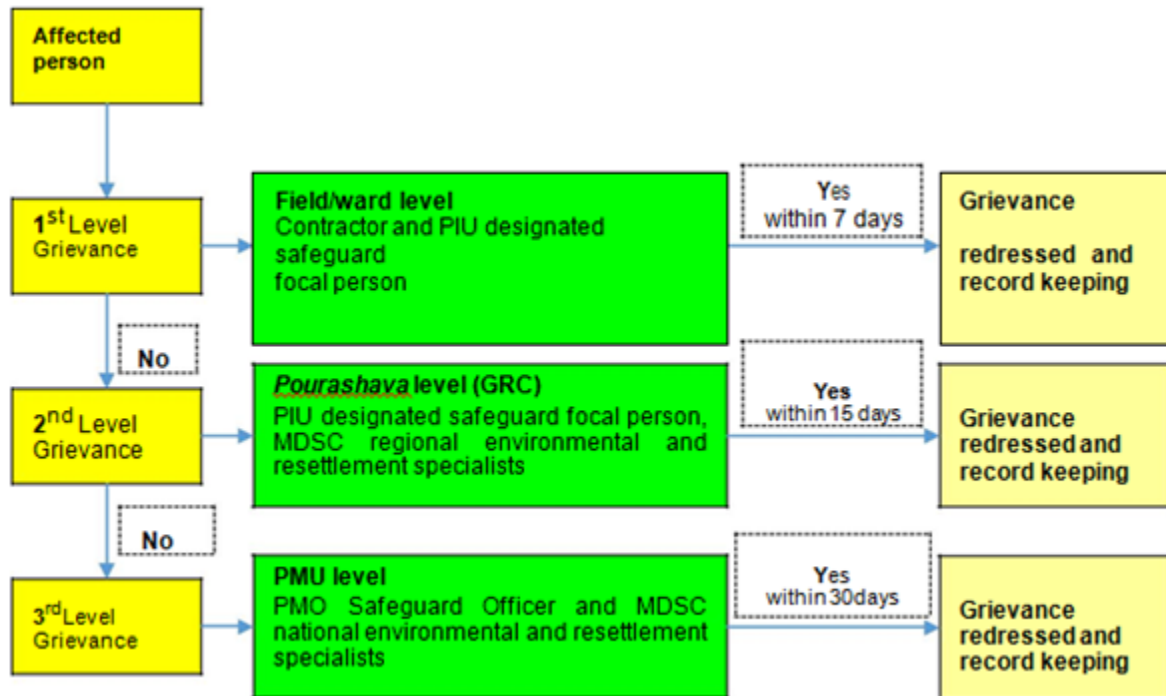 Affected
person
1st Level
Grievance
Field/ward level
Contractor and PIU designated
safeguard
focal person
Yes
within 7 days
Grievance
redressed and
record keeping
No
2nd Level
Grievance
Pourashava level (GRC)
PIU designated safeguard focal person,
MDSC regional environmental and
resettlement specialists
Yes
within 15 days
Grievance
redressed and
record keeping
No
3rd Level
Grievance
PMU level
PMO Safeguard Officer and MDSC
national environmental and resettlement
specialists
Yes
within 30days
Grievance
redressed and
record keeping